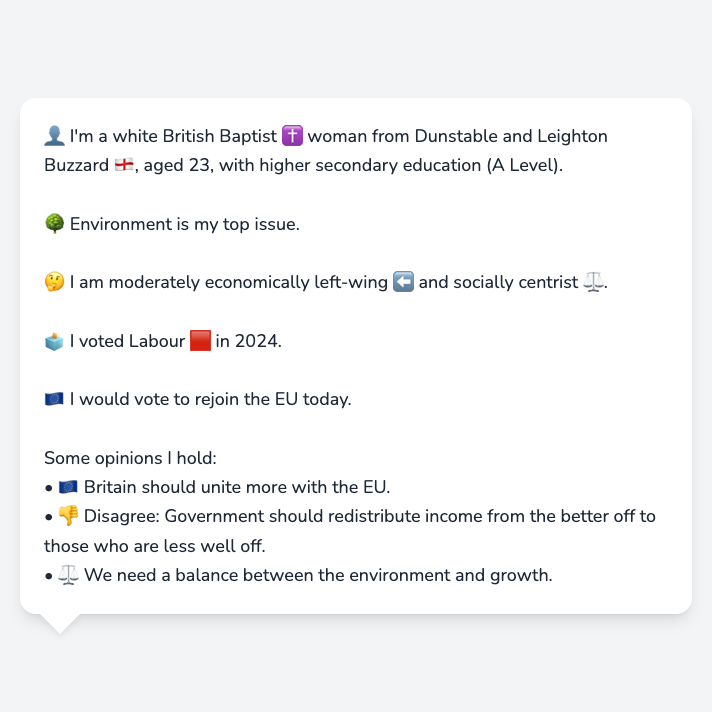 👤 I'm a white British Baptist ✝️ woman from Dunstable and Leighton
Buzzard 🏴󠁧󠁢󠁥󠁮󠁧󠁿, aged 23, with higher secondary education (A Level).
🌳 Environment is my top issue.
🤔 I am moderately economically left-wing ⬅️ and socially centrist ⚖️.
🗳️ I voted Labour 🟥 in 2024.
🇪🇺 I would vote to rejoin the EU today.
Some opinions I hold:
• 🇪🇺 Britain should unite more with the EU.
• 👎 Disagree: Government should redistribute income from the better off to
those who are less well off.
• ⚖️ We need a balance between the environment and growth.